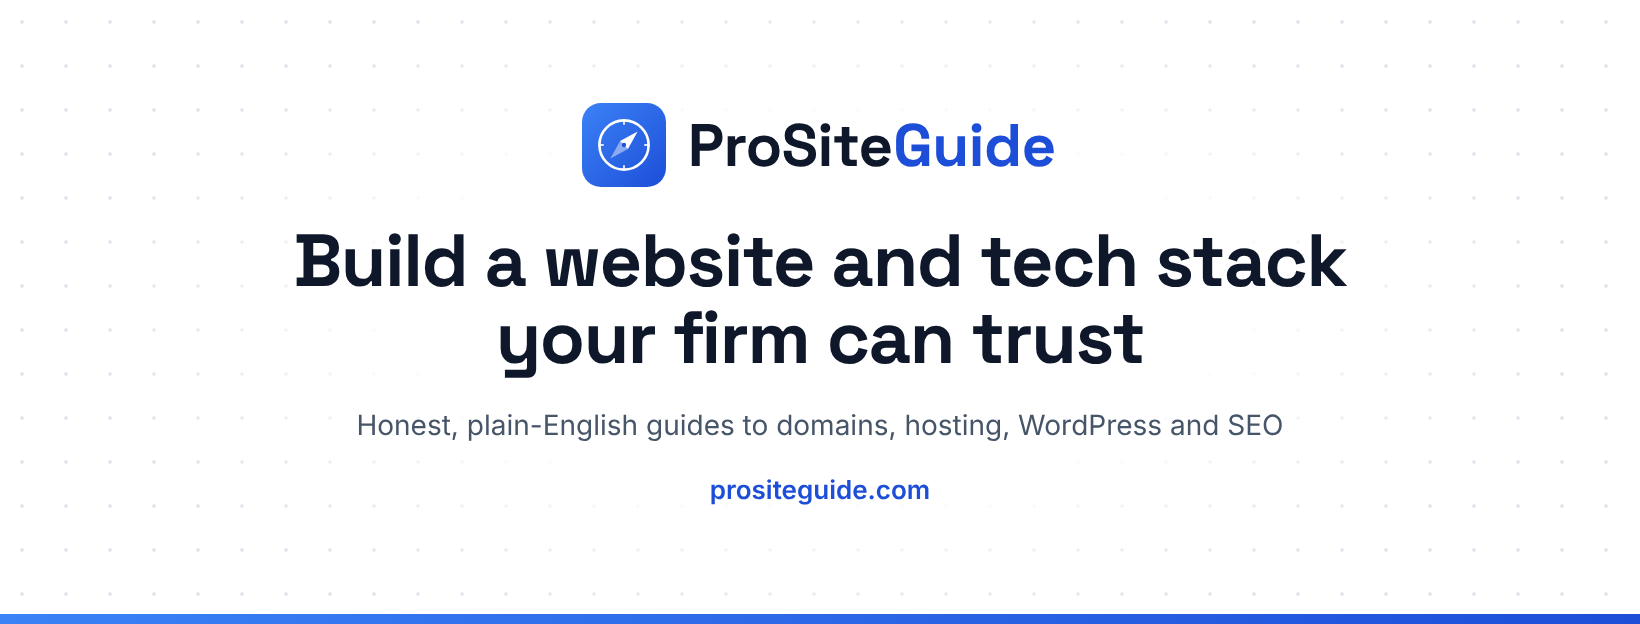 ProSiteGuide
Build a website and tech stack
your firm can trust
Honest, plain-English guides to domains, hosting, WordPress and SEO
prositeguide.com